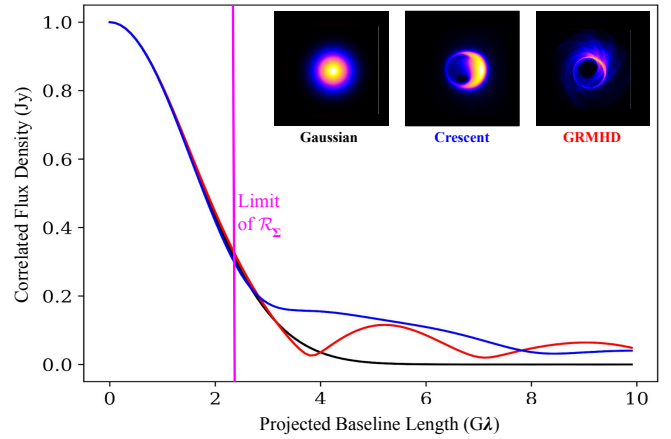 Correlated Flux Density (Jy)
1.0
0.8
0.6
0.4
0.2
0.0
Gaussian
Crescent
GRMHD
Limit
of ℛ_Σ
0
2
4
6
8
10
Projected Baseline Length (Gλ)